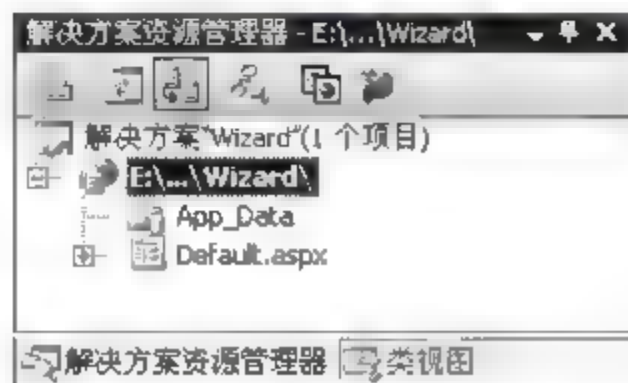 解决方案资源管理器 - E:\...\Wizard\
解决方案"Wizard"(1 个项目)
E:\...\Wizard\
App_Data
Default.aspx
解决方案资源管理器 类视图